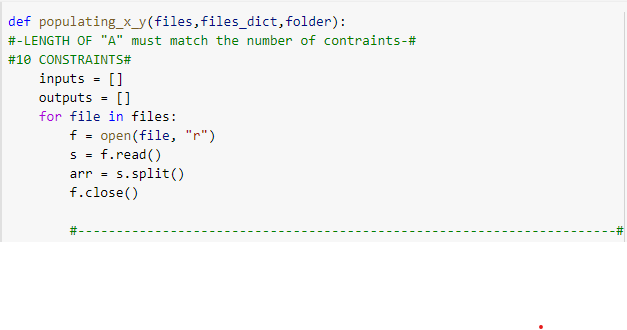 def populating_x_y(files,files_dict,folder):
#-LENGTH OF "A" must match the number of contraints-#
#10 CONSTRAINTS#
    inputs = []
    outputs = []
    for file in files:
        f = open(file, "r")
        s = f.read()
        arr = s.split()
        f.close()
        #----------------------------------------------------------------------#